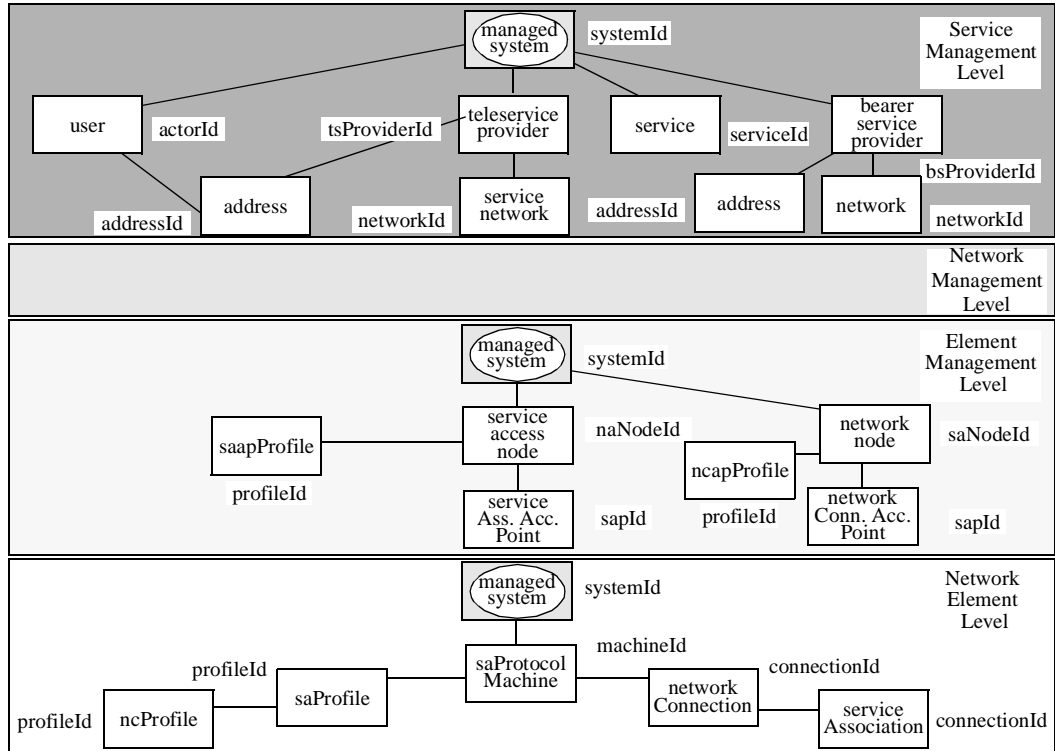 managed
system
systemId
Service
Management
Level
user
actorId
tsProviderId
teleservice
provider
service
serviceId
bearer
service
provider
bsProviderId
addressId
address
networkId
service
network
addressId
address
network
networkId
Network
Management
Level
managed
system
systemId
Element
Management
Level
saapProfile
profileId
service
access
node
naNodeId
ncapProfile
profileId
network
node
saNodeId
service
Ass. Acc.
Point
sapId
network
Conn. Acc.
Point
sapId
managed
system
systemId
Network
Element
Level
profileId
ncProfile
profileId
saProfile
saProtocol
Machine
machineId
network
Connection
connectionId
service
Association
connectionId